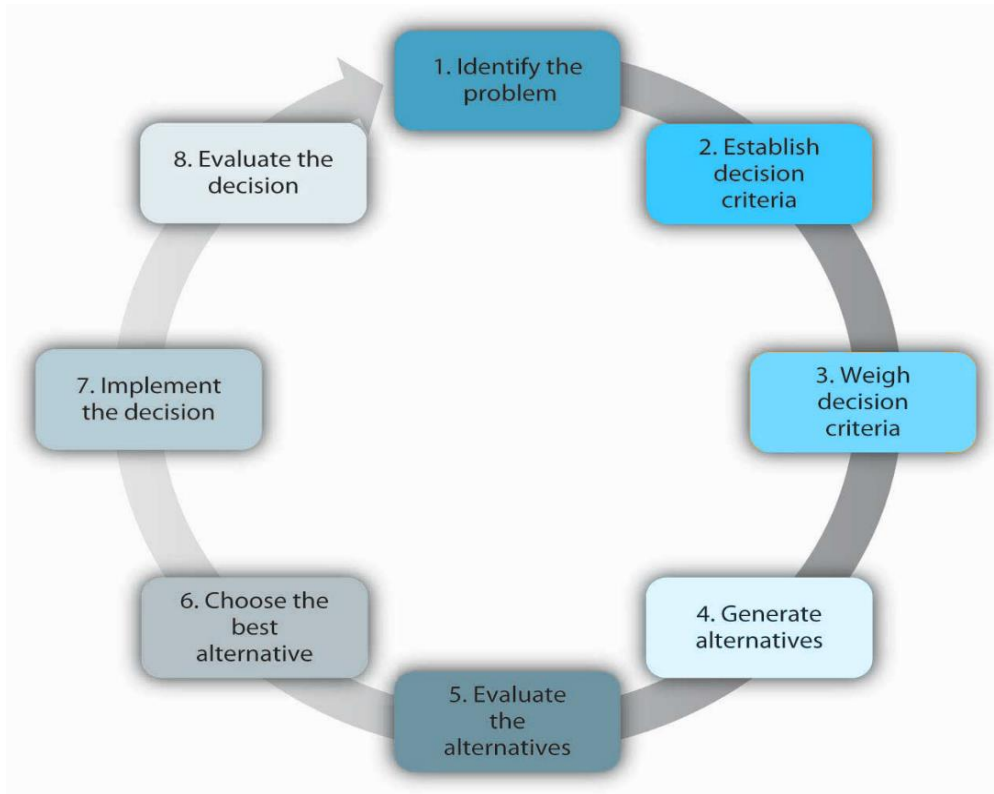 1. Identify the
problem
2. Establish
decision
criteria
3. Weigh
decision
criteria
4. Generate
alternatives
5. Evaluate
the
alternatives
6. Choose the
best
alternative
7. Implement
the decision
8. Evaluate the
decision